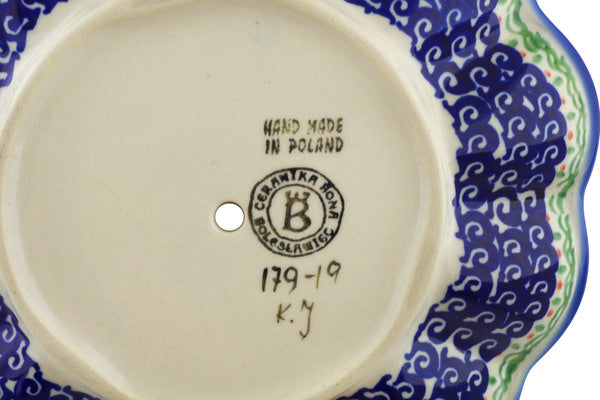 HAND MADE
IN POLAND
CERAMIKA BONA
B
BOLESŁAWIEC
179-19
K.J